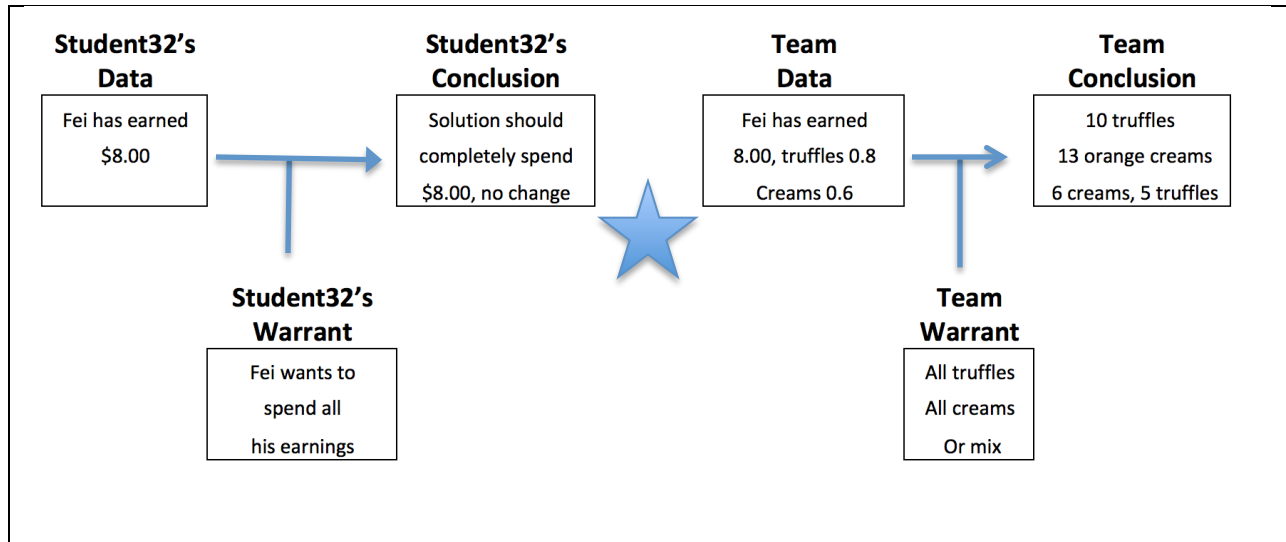 Student32's
Data
Fei has earned
$8.00
Student32's
Conclusion
Solution should
completely spend
$8.00, no change
Team
Data
Fei has earned
8.00, truffles 0.8
Creams 0.6
Team
Conclusion
10 truffles
13 orange creams
6 creams, 5 truffles
Student32's
Warrant
Fei wants to
spend all
his earnings
Team
Warrant
All truffles
All creams
Or mix